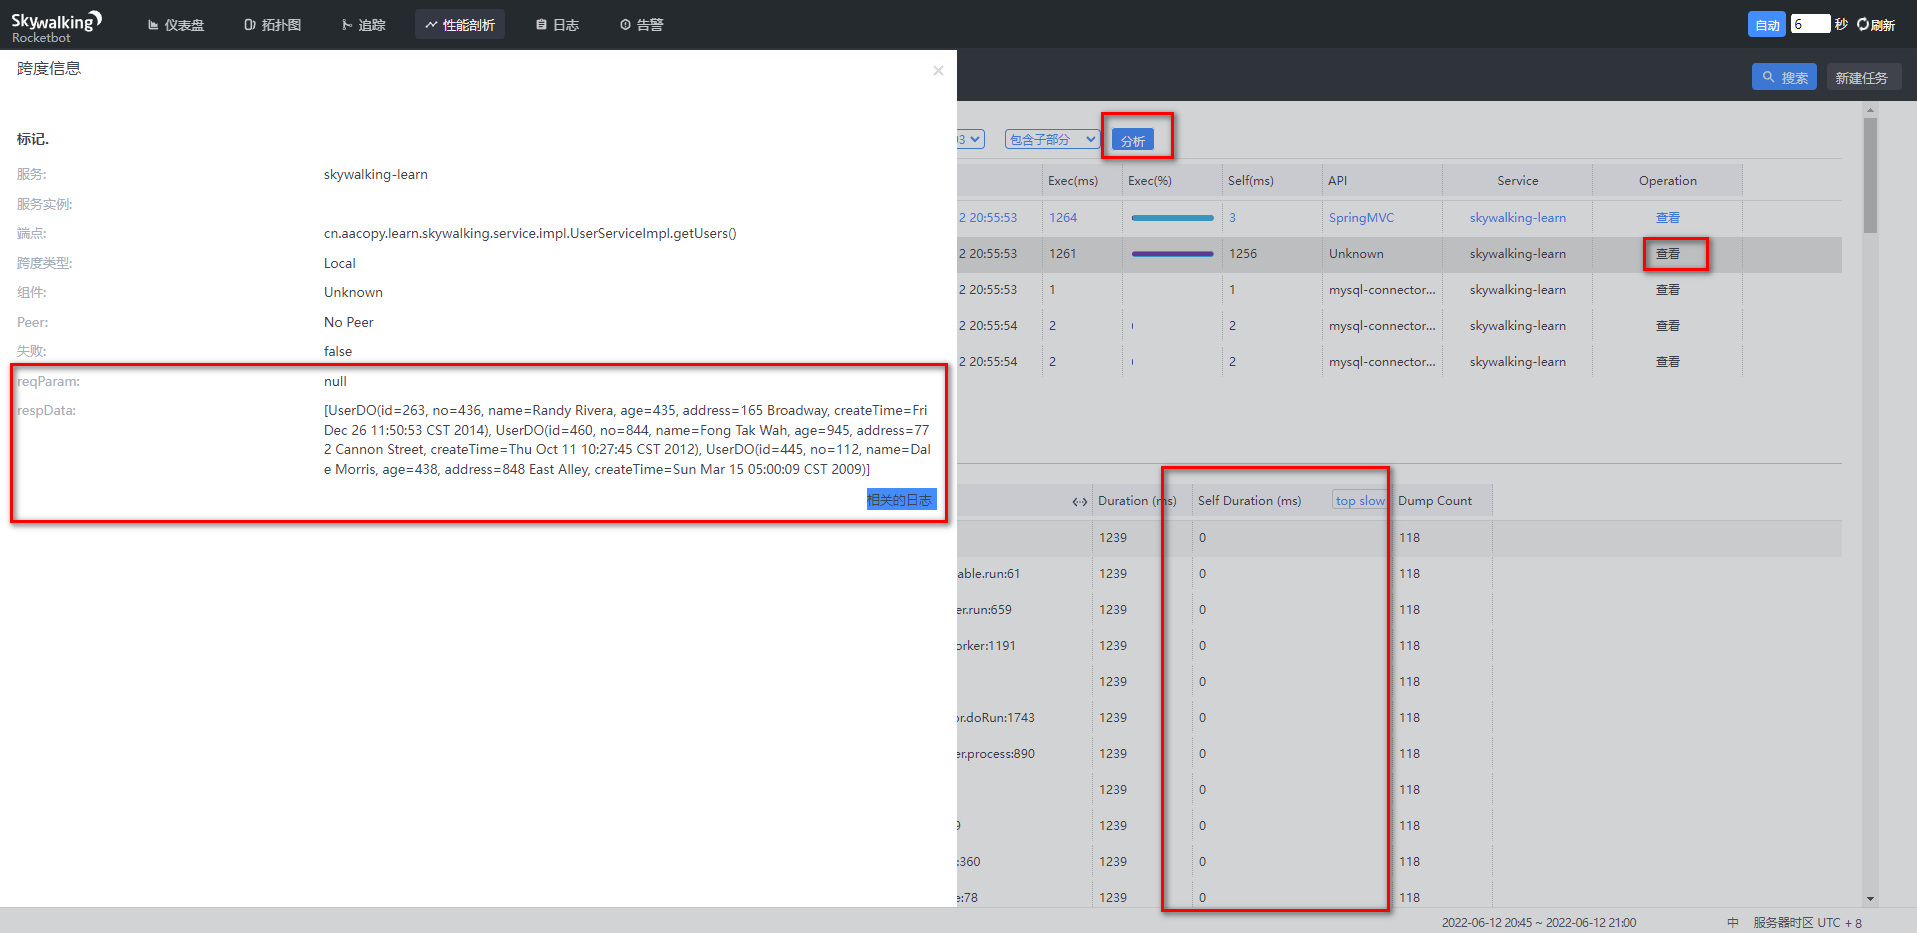 Skywalking
Rocketbot
仪表盘
拓扑图
追踪
性能剖析
日志
告警
自动
6
秒
刷新
搜索
新建任务
跨度信息
×
标记.
服务:
skywalking-learn
服务实例:
端点:
cn.aacopy.learn.skywalking.service.impl.UserServiceImpl.getUsers()
跨度类型:
Local
组件:
Unknown
Peer:
No Peer
失败:
false
reqParam:
null
respData:
[UserDO(id=263, no=436, name=Randy Rivera, age=435, address=165 Broadway, createTime=Fri
Dec 26 11:50:53 CST 2014), UserDO(id=460, no=844, name=Fong Tak Wah, age=945, address=77
2 Cannon Street, createTime=Thu Oct 11 10:27:45 CST 2012), UserDO(id=445, no=112, name=Dal
e Morris, age=438, address=848 East Alley, createTime=Sun Mar 15 05:00:09 CST 2009)]
相关的日志
包含子部分
分析
Exec(ms) Exec(%) Self(ms) API Service Operation
2 20:55:53 1264 3 SpringMVC skywalking-learn 查看
2 20:55:53 1261 1256 Unknown skywalking-learn 查看
2 20:55:53 1 1 mysql-connector... skywalking-learn 查看
2 20:55:54 2 2 mysql-connector... skywalking-learn 查看
2 20:55:54 2 2 mysql-connector... skywalking-learn 查看
Duration (ms) Self Duration (ms) top slow Dump Count
1239 0 118
able.run:61 1239 0 118
er.run:659 1239 0 118
orker:1191 1239 0 118
1239 0 118
or.doRun:1743 1239 0 118
er.process:890 1239 0 118
1239 0 118
9 1239 0 118
:360 1239 0 118
e:78 1239 0 118
2022-06-12 20:45 ~ 2022-06-12 21:00
中
服务器时区 UTC + 8